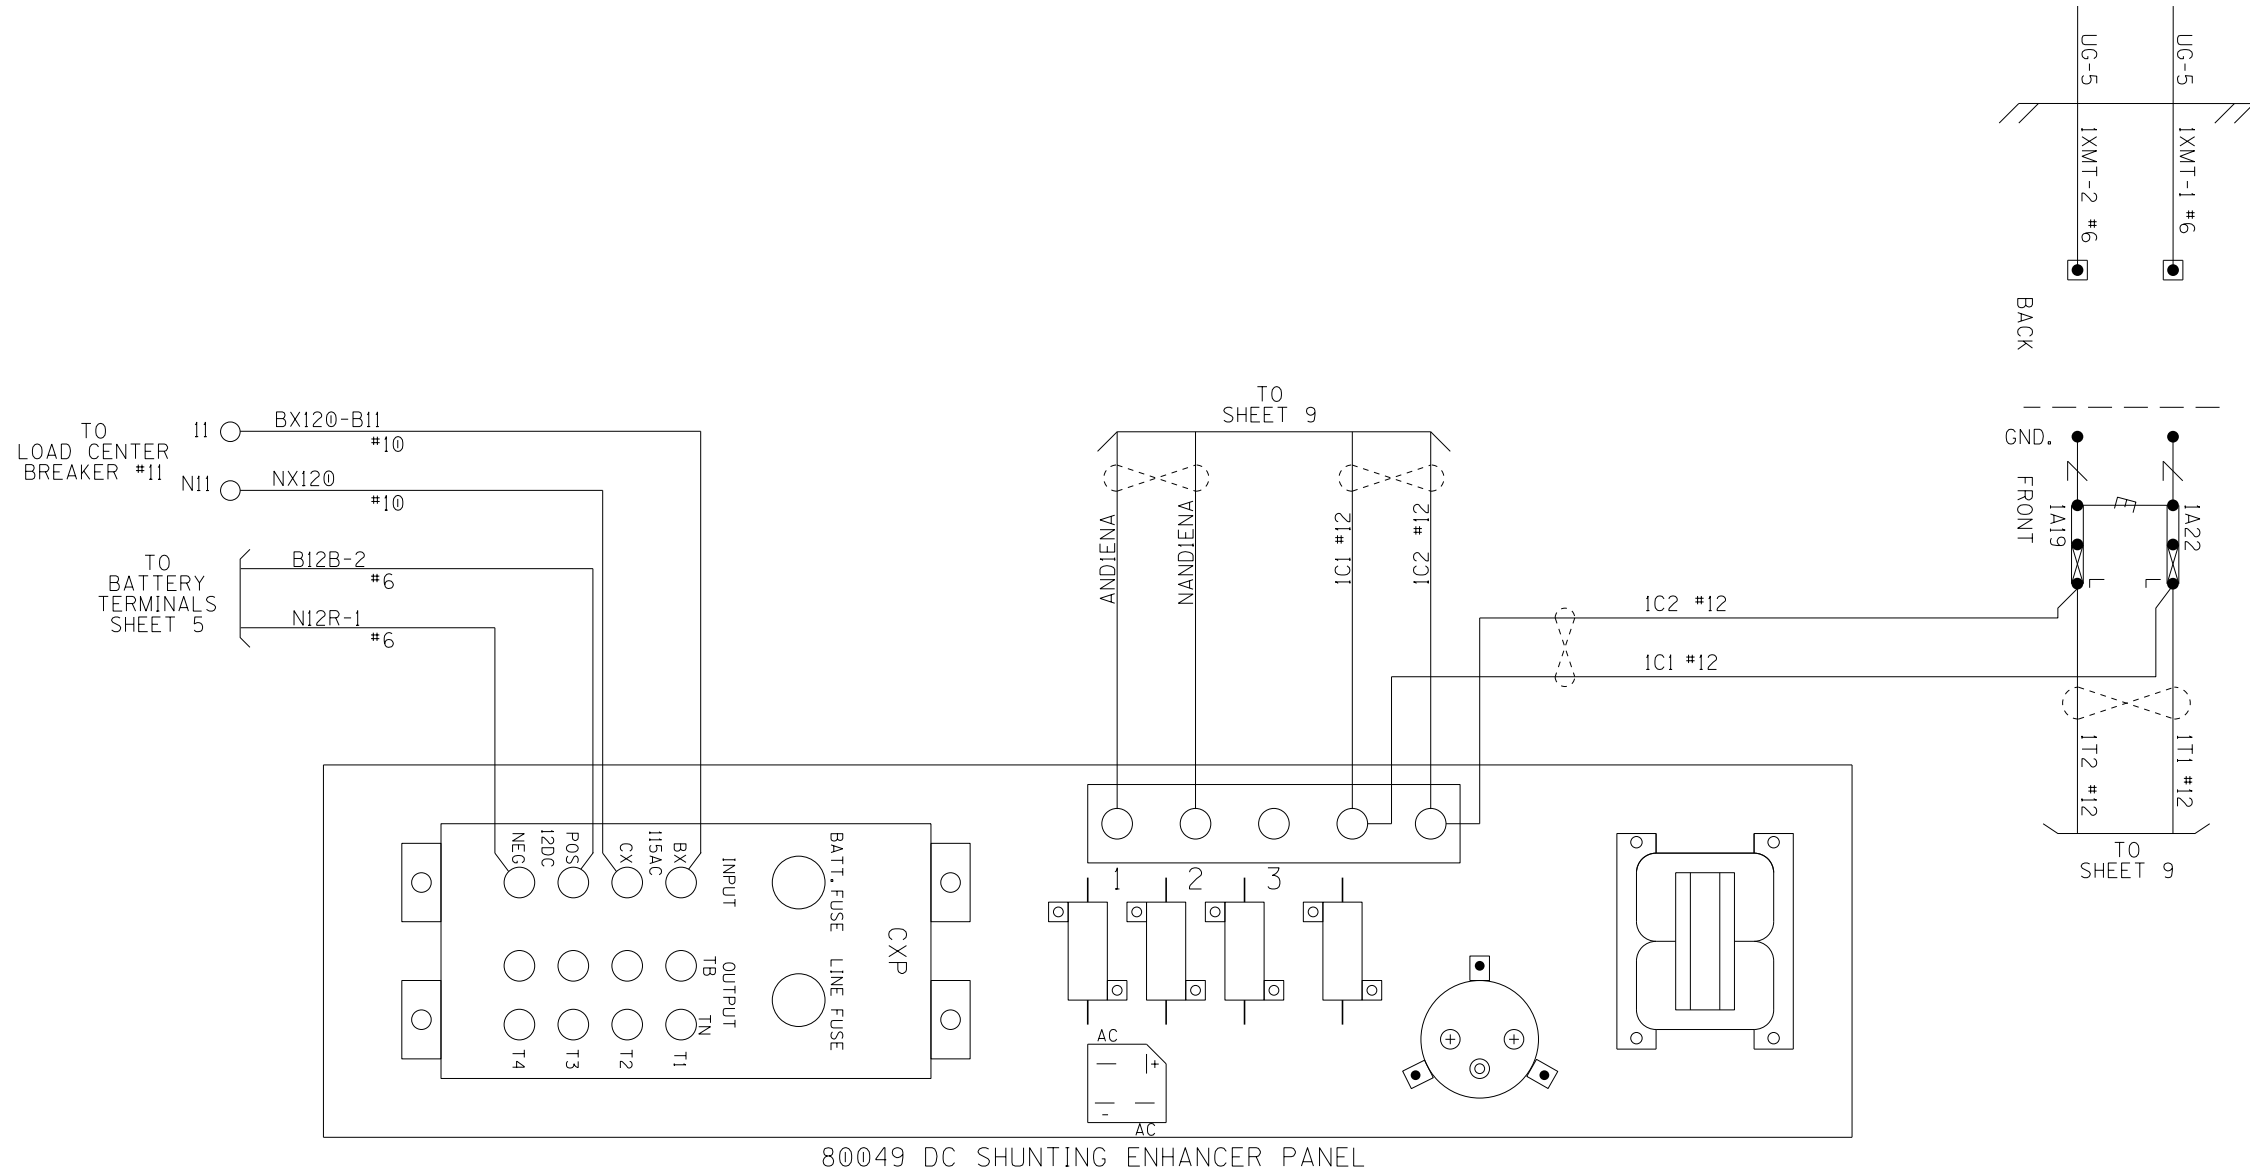 UG-5
UG-5
1XMT-2 #6
1XMT-1 #6
BACK
TO
SHEET 9
TO
LOAD CENTER
BREAKER #11
11
BX120-B11
#10
N11
NX120
#10
GND.
FRONT
1A19
1A22
E
L
L
TO
BATTERY
TERMINALS
SHEET 5
B12B-2
#6
N12R-1
#6
AND1ENA
NAND1ENA
1C1 #12
1C2 #12
1C2 #12
1C1 #12
1T2 #12
1T1 #12
TO
SHEET 9
NEG
12DC
POS
CX
115AC
BX
INPUT
BATT. FUSE
CXP
TB
OUTPUT
TN
LINE FUSE
T4
T3
T2
T1
1
2
3
AC
+
-
AC
80049 DC SHUNTING ENHANCER PANEL